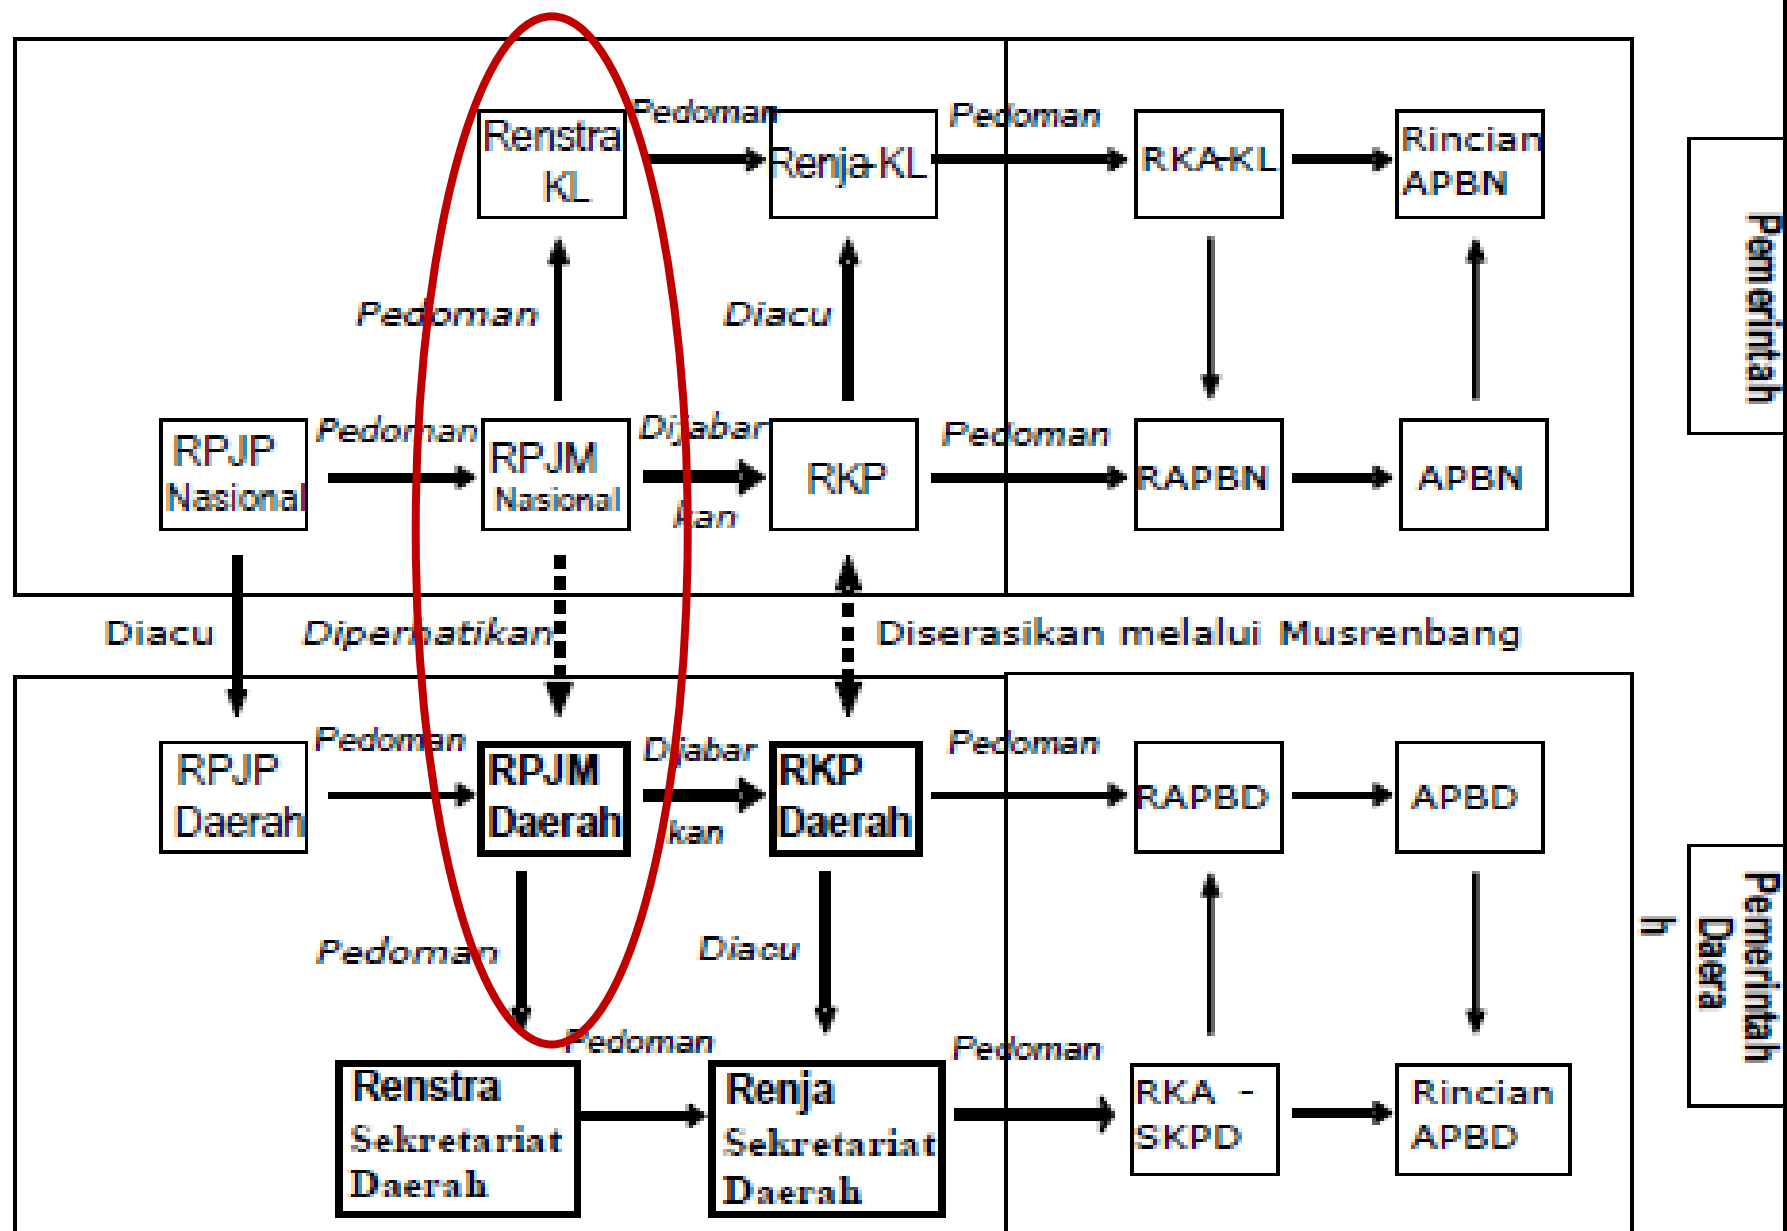 Pedoman
Pedoman
Renstra
KL
Renja-KL
RKA-KL
Rincian
APBN
Pedoman
Diacu
Pedoman
Dijabar
kan
Pedoman
RPJP
Nasional
RPJM
Nasional
RKP
RAPBN
APBN
Diacu
Diperhatikan
Diserasikan melalui Musrenbang
Pedoman
Dijabar
kan
Pedoman
RPJP
Daerah
RPJM
Daerah
RKP
Daerah
RAPBD
APBD
Pedoman
Diacu
Pedoman
Pedoman
Renstra
Sekretariat
Daerah
Renja
Sekretariat
Daerah
RKA -
SKPD
Rincian
APBD
Pemerintah
Pemerintah
Daera
h